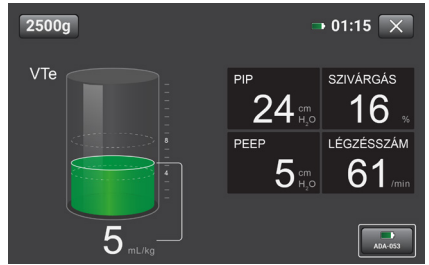 2500g
01:15
VTe
8
4
5 mL/kg
PIP
24 cm H₂O
SZIVÁRGÁS
16 %
PEEP
5 cm H₂O
LÉGZÉSSZÁM
61 /min
ADA-053